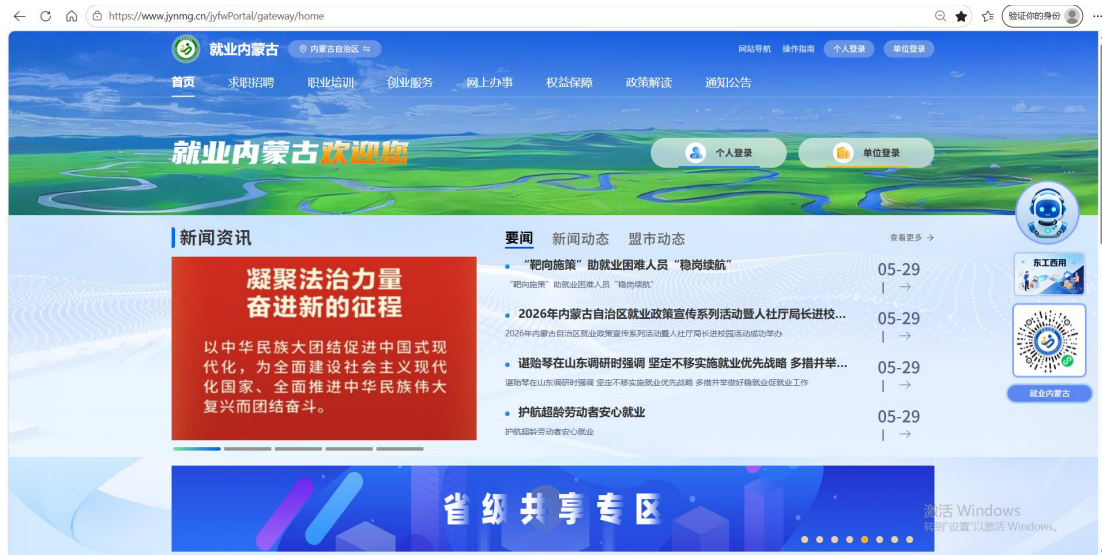 https://www.jynmg.cn/jyfwPortal/gateway/home
验证你的身份
就业内蒙古
内蒙古自治区
网站导航 操作指南 个人登录 单位登录
首页 求职招聘 职业培训 创业服务 网上办事 权益保障 政策解读 通知公告
就业内蒙古欢迎您
个人登录 单位登录
新闻资讯
要闻 新闻动态 盟市动态
查看更多 →
凝聚法治力量
奋进新的征程
以中华民族大团结促进中国式现
代化，为全面建设社会主义现代
化国家、全面推进中华民族伟大
复兴而团结奋斗。
“靶向施策”助就业困难人员“稳岗续航”
05-29
“靶向施策”助就业困难人员“稳岗续航”
2026年内蒙古自治区就业政策宣传系列活动暨人社厅局长进校...
05-29
2026年内蒙古自治区就业政策宣传系列活动暨人社厅局长进校园活动成功举办
谌贻琴在山东调研时强调 坚定不移实施就业优先战略 多措并举...
05-29
谌贻琴在山东调研时强调 坚定不移实施就业优先战略 多措并举做好稳就业促就业工作
护航超龄劳动者安心就业
05-29
护航超龄劳动者安心就业
东工西用
就业内蒙古
省级共享专区
激活 Windows
转到“设置”以激活 Windows。